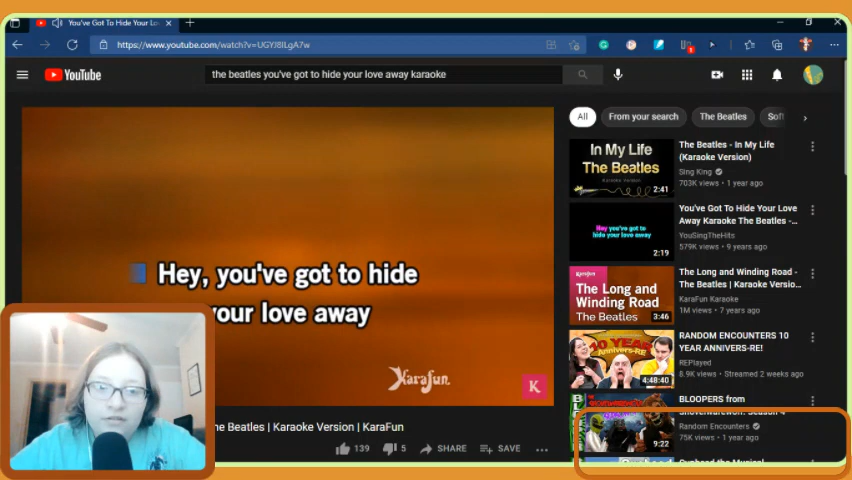 You've Got To Hide Your Lo
https://www.youtube.com/watch?v=UGYJ8ILgA7w
YouTube
the beatles you've got to hide your love away karaoke
Hey, you've got to hide
your love away
Karafun
K
he Beatles | Karaoke Version | KaraFun
139
5
SHARE
SAVE
All
From your search
The Beatles
Soft
In My Life
The Beatles
Karaoke Version
2:41
The Beatles - In My Life
(Karaoke Version)
Sing King
703K views • 1 year ago
Hey you've got to
hide your love away
2:19
You've Got To Hide Your Love
Away Karaoke The Beatles -...
YouSingTheHits
579K views • 9 years ago
Karafun
The Long and
Winding Road
The Beatles
3:46
The Long and Winding Road -
The Beatles | Karaoke Versio...
KaraFun Karaoke
1M views • 7 years ago
10 YEAR
ANNIVERS-RE
4:48:40
RANDOM ENCOUNTERS 10
YEAR ANNIVERS-RE!
REPlayed
8.9K views • Streamed 2 weeks ago
9:22
BLOOPERS from
Random Encounters
75K views • 1 year ago